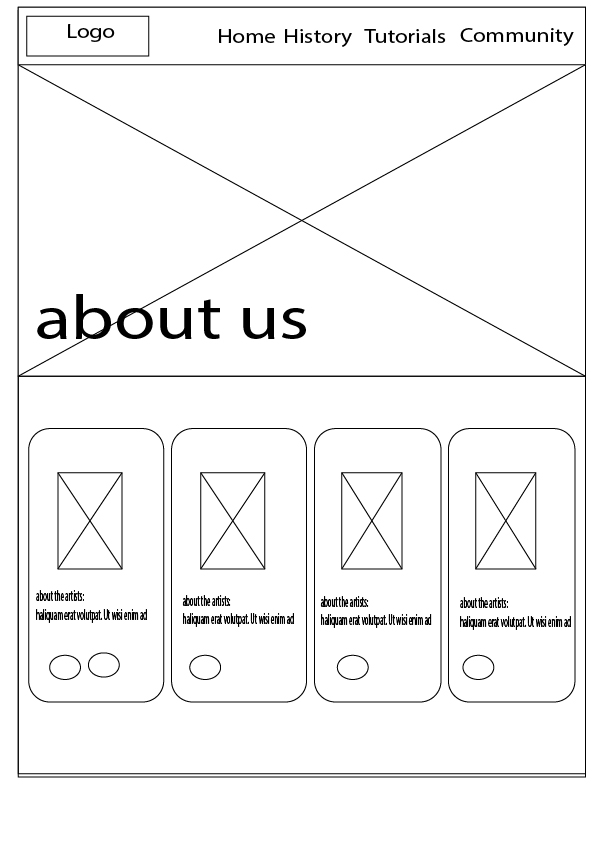 Logo
Home History Tutorials Community
about us
about the artists:
haliquam erat volutpat. Ut wisi enim ad
about the artists:
haliquam erat volutpat. Ut wisi enim ad
about the artists:
haliquam erat volutpat. Ut wisi enim ad
about the artists:
haliquam erat volutpat. Ut wisi enim ad